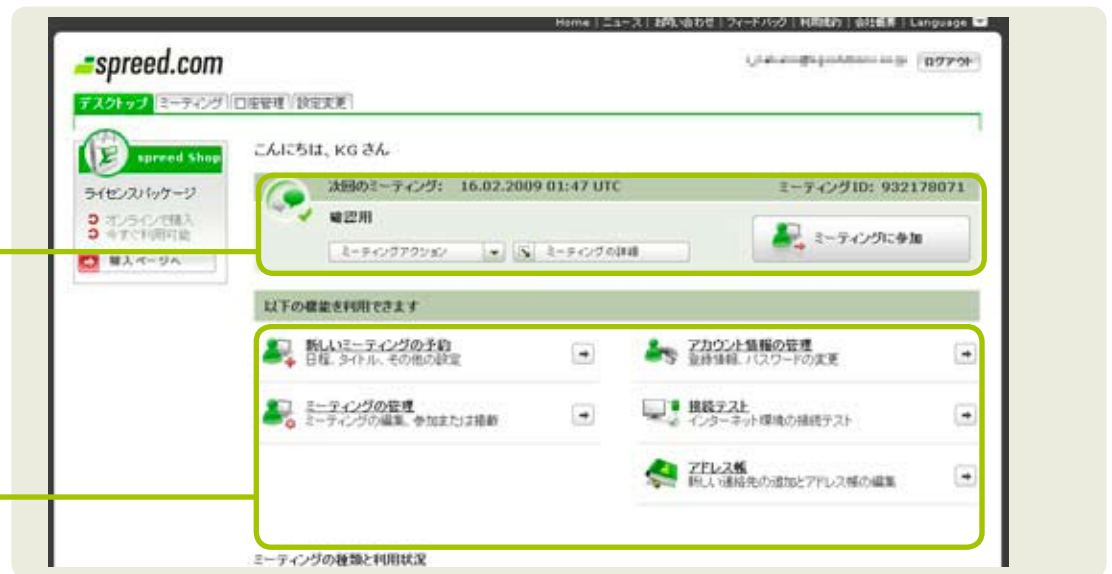 Home | ニュース | お問い合わせ | フィードバック | 利用規約 | 会社概要 | Language
spreed.com
ログアウト
デスクトップ ミーティング 口座管理 設定変更
spreed Shop
ライセンスパッケージ
オンラインで購入
今すぐ利用可能
購入ページへ
こんにちは、KG さん
次回のミーティング: 16.02.2009 01:47 UTC ミーティングID: 932178071
確認用
ミーティングアクション ミーティングの詳細 ミーティングに参加
以下の機能を利用できます
新しいミーティングの予約
日程、タイトル、その他の設定
アカウント情報の管理
登録情報、パスワードの変更
ミーティングの管理
ミーティングの編集、参加または
接続テスト
インターネット環境の接続テスト
アドレス帳
新しい連絡先の追加とアドレス帳の編集
ミーティングの種類と利用状況